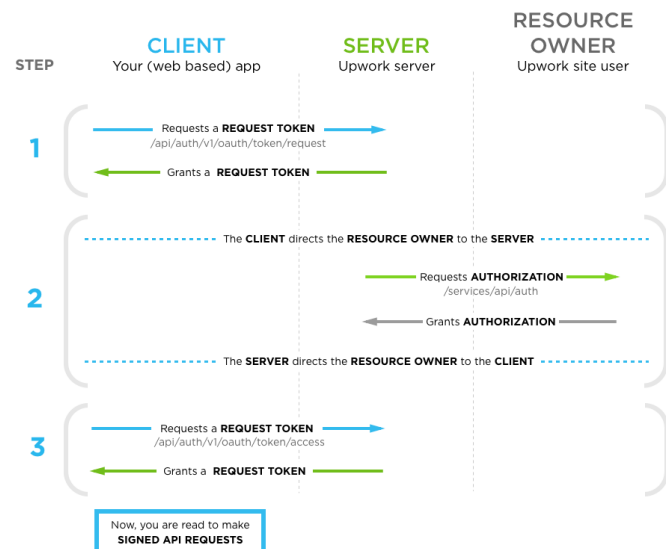 RESOURCE
CLIENT SERVER OWNER
STEP Your (web based) app Upwork server Upwork site user
1
Requests a REQUEST TOKEN
/api/auth/v1/oauth/token/request
Grants a REQUEST TOKEN
2
The CLIENT directs the RESOURCE OWNER to the SERVER
Requests AUTHORIZATION
/services/api/auth
Grants AUTHORIZATION
The SERVER directs the RESOURCE OWNER to the CLIENT
3
Requests a REQUEST TOKEN
/api/auth/v1/oauth/token/access
Grants a REQUEST TOKEN
Now, you are read to make
SIGNED API REQUESTS